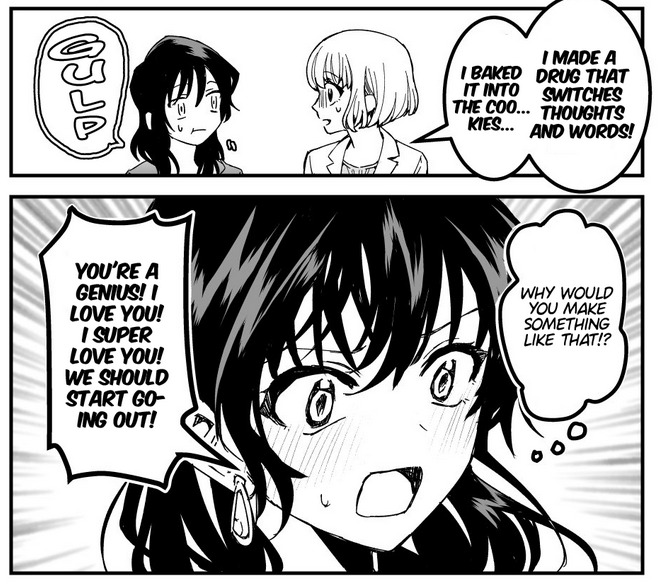 I MADE A
DRUG THAT
SWITCHES
THOUGHTS
AND WORDS!
I BAKED
IT INTO
THE COO...
KIES...
GULP
WHY WOULD
YOU MAKE
SOMETHING
LIKE THAT!?
YOU'RE A
GENIUS! I
LOVE YOU!
I SUPER
LOVE YOU!
WE SHOULD
START GO-
ING OUT!